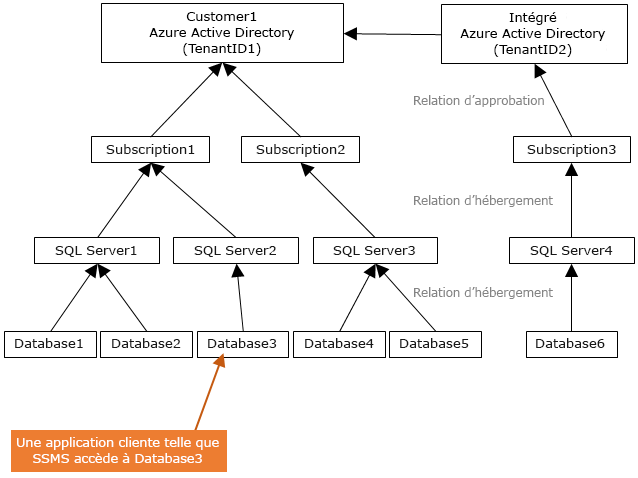 Customer1
Azure Active Directory
(TenantID1)
Intégré
Azure Active Directory
(TenantID2)
Relation d'approbation
Subscription1
Subscription2
Subscription3
Relation d'hébergement
SQL Server1
SQL Server2
SQL Server3
SQL Server4
Relation d'hébergement
Database1
Database2
Database3
Database4
Database5
Database6
Une application cliente telle que
SSMS accède à Database3